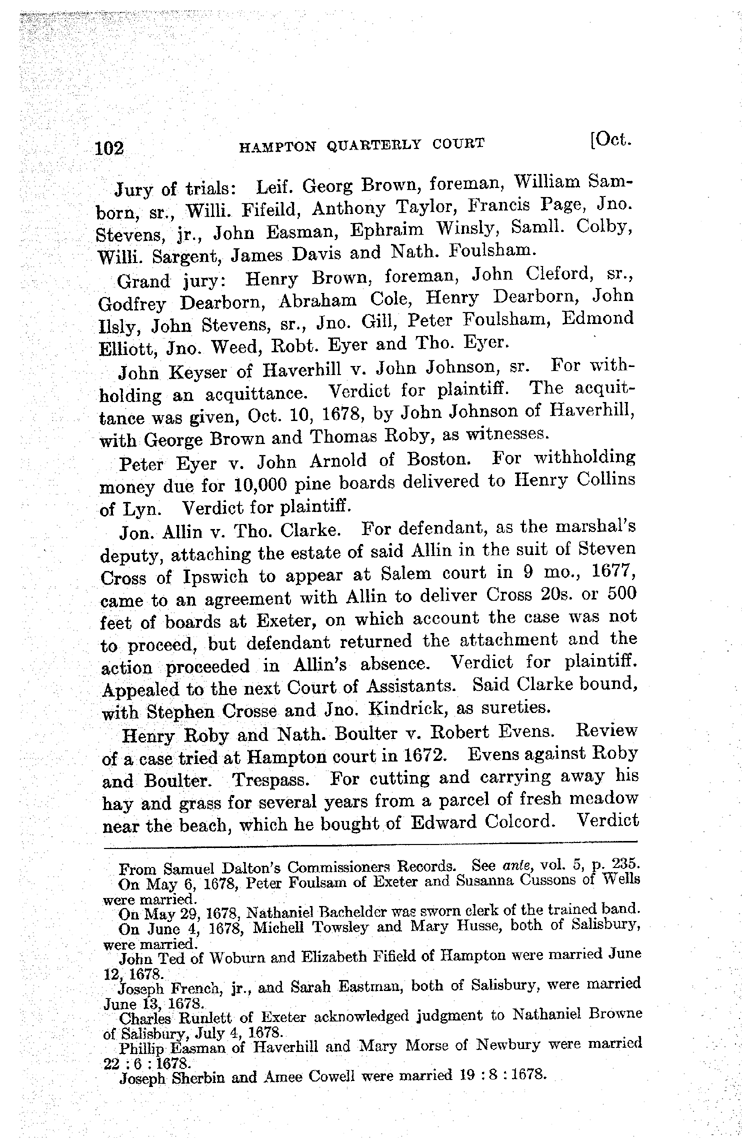 102 HAMPTON QUARTERLY COURT [Oct.
Jury of trials: Leif. Georg Brown, foreman, William Sam-
born, sr., Willi. Fifeild, Anthony Taylor, Francis Page, Jno.
Stevens, jr., John Easman, Ephraim Winsly, Samll. Colby,
Willi. Sargent, James Davis and Nath. Foulsham.
Grand jury: Henry Brown, foreman, John Cleford, sr.,
Godfrey Dearborn, Abraham Cole, Henry Dearborn, John
Ilsly, John Stevens, sr., Jno. Gill, Peter Foulsham, Edmond
Elliott, Jno. Weed, Robt. Eyer and Tho. Eyer.
John Keyser of Haverhill v. John Johnson, sr. For with-
holding an acquittance. Verdict for plaintiff. The acquit-
tance was given, Oct. 10, 1678, by John Johnson of Haverhill,
with George Brown and Thomas Roby, as witnesses.
Peter Eyer v. John Arnold of Boston. For withholding
money due for 10,000 pine boards delivered to Henry Collins
of Lyn. Verdict for plaintiff.
Jon. Allin v. Tho. Clarke. For defendant, as the marshal's
deputy, attaching the estate of said Allin in the suit of Steven
Cross of Ipswich to appear at Salem court in 9 mo., 1677,
came to an agreement with Allin to deliver Cross 20s. or 500
feet of boards at Exeter, on which account the case was not
to proceed, but defendant returned the attachment and the
action proceeded in Allin's absence. Verdict for plaintiff.
Appealed to the next Court of Assistants. Said Clarke bound,
with Stephen Crosse and Jno. Kindrick, as sureties.
Henry Roby and Nath. Boulter v. Robert Evens. Review
of a case tried at Hampton court in 1672. Evens against Roby
and Boulter. Trespass. For cutting and carrying away his
hay and grass for several years from a parcel of fresh meadow
near the beach, which he bought of Edward Colcord. Verdict
From Samuel Dalton's Commissioners Records. See ante, vol. 5, p. 235.
On May 6, 1678, Peter Foulsam of Exeter and Susanna Cussons of Wells
were married.
On May 29, 1678, Nathaniel Bachelder was sworn clerk of the trained band.
On June 4, 1678, Michell Towsley and Mary Husse, both of Salisbury,
were married.
John Ted of Woburn and Elizabeth Fifield of Hampton were married June
12, 1678.
Joseph French, jr., and Sarah Eastman, both of Salisbury, were married
June 13, 1678.
Charles Runlett of Exeter acknowledged judgment to Nathaniel Browne
of Salisbury, July 4, 1678.
Phillip Easman of Haverhill and Mary Morse of Newbury were married
22 : 6 : 1678.
Joseph Sherbin and Amee Cowell were married 19 : 8 : 1678.